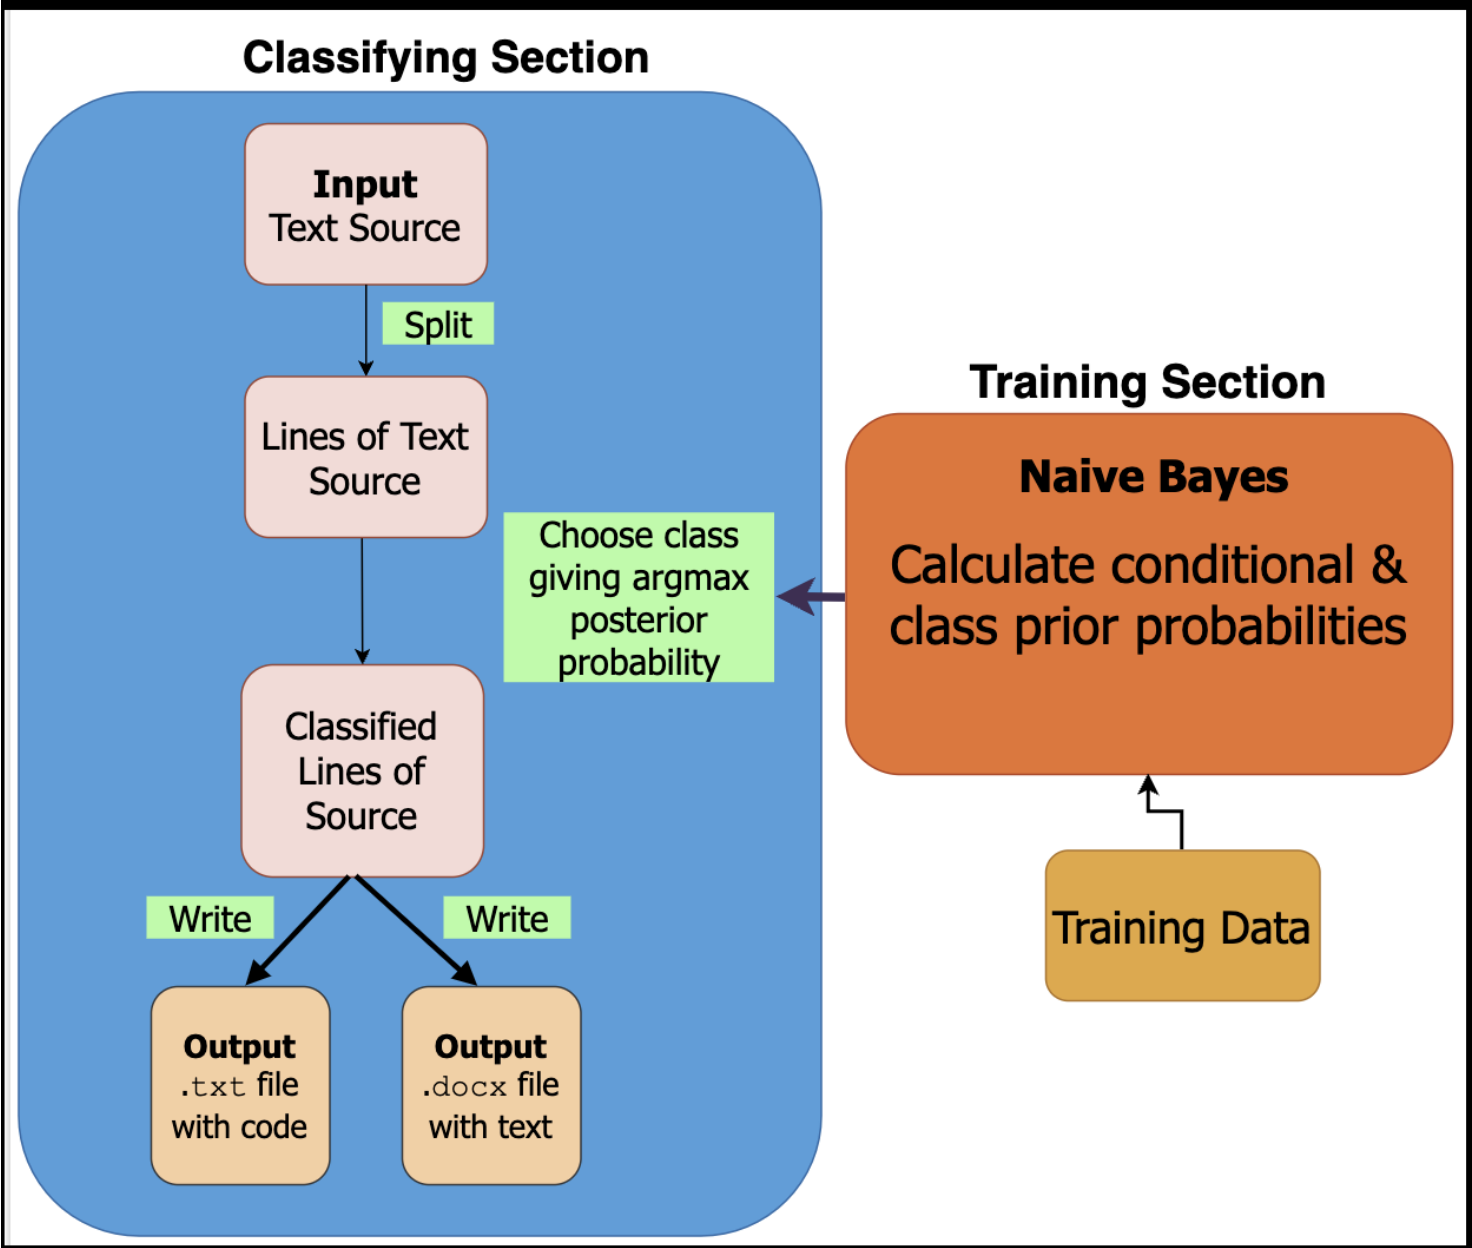 Classifying Section
Input
Text Source
Split
Lines of Text
Source
Choose class
giving argmax
posterior
probability
Classified
Lines of
Source
Write
Write
Output
.txt file
with code
Output
.docx file
with text
Training Section
Naive Bayes
Calculate conditional &
class prior probabilities
Training Data